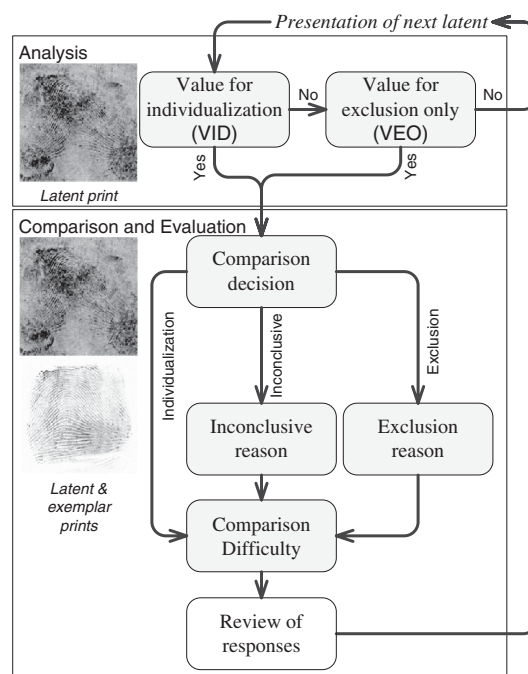 Presentation of next latent
Analysis
Value for
individualization
(VID)
No
Value for
exclusion only
(VEO)
No
Yes
Yes
Latent print
Comparison and Evaluation
Comparison
decision
Individualization
Inconclusive
Exclusion
Inconclusive
reason
Exclusion
reason
Latent &
exemplar
prints
Comparison
Difficulty
Review of
responses